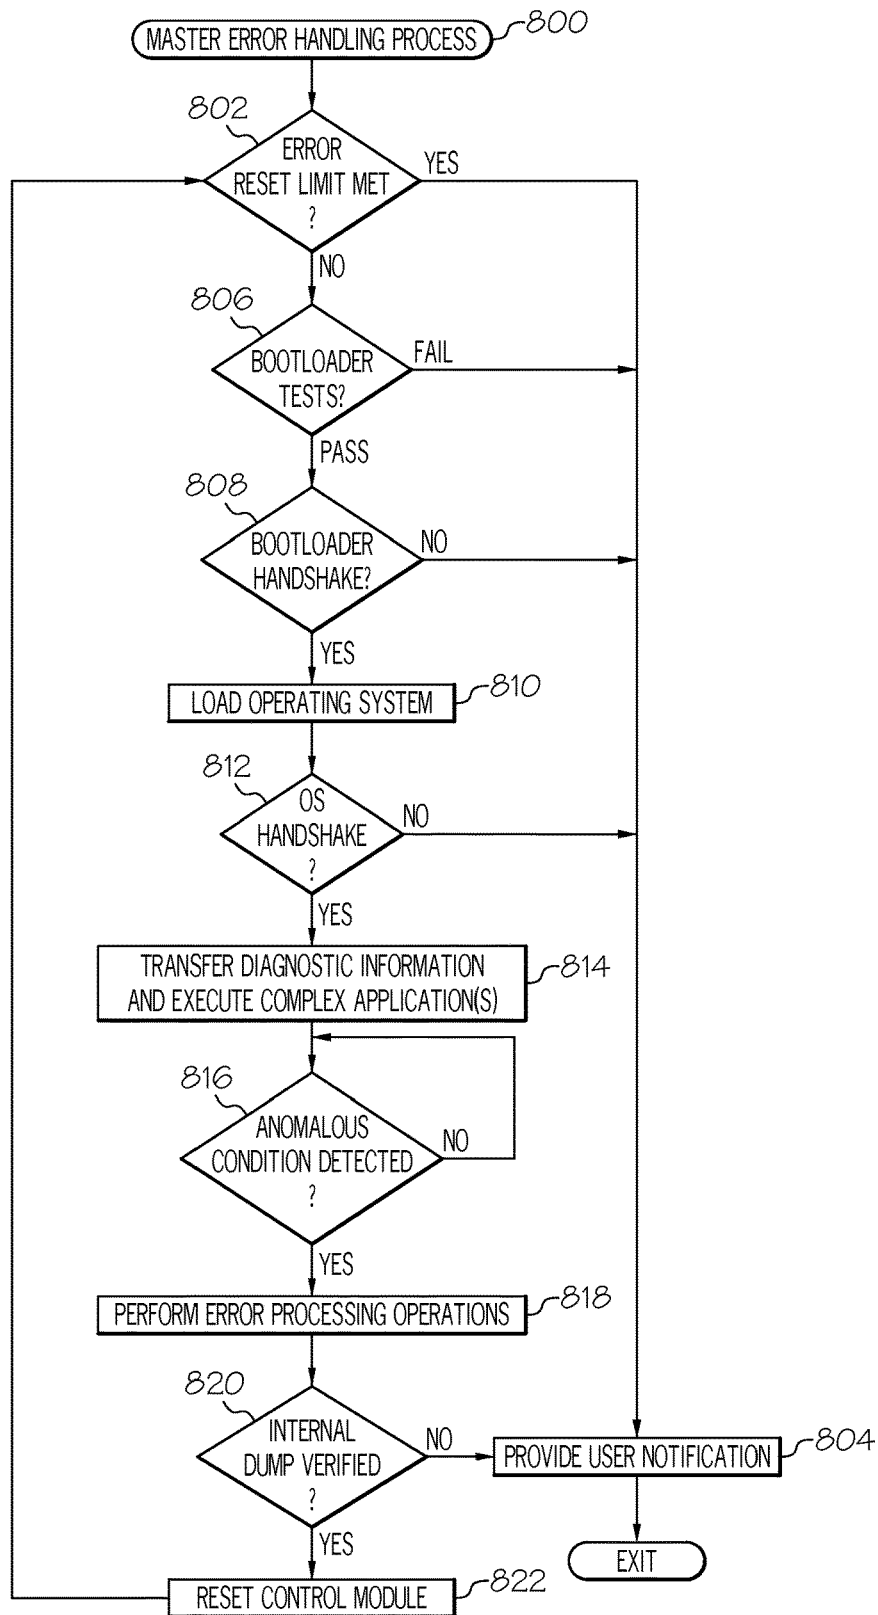 MASTER ERROR HANDLING PROCESS
800
802
ERROR
RESET LIMIT MET
?
YES
NO
806
BOOTLOADER
TESTS?
FAIL
PASS
808
BOOTLOADER
HANDSHAKE?
NO
YES
LOAD OPERATING SYSTEM
810
812
OS
HANDSHAKE
?
NO
YES
TRANSFER DIAGNOSTIC INFORMATION
AND EXECUTE COMPLEX APPLICATION(S)
814
816
ANOMALOUS
CONDITION DETECTED
?
NO
YES
PERFORM ERROR PROCESSING OPERATIONS
818
820
INTERNAL
DUMP VERIFIED
?
NO
YES
PROVIDE USER NOTIFICATION
804
EXIT
RESET CONTROL MODULE
822